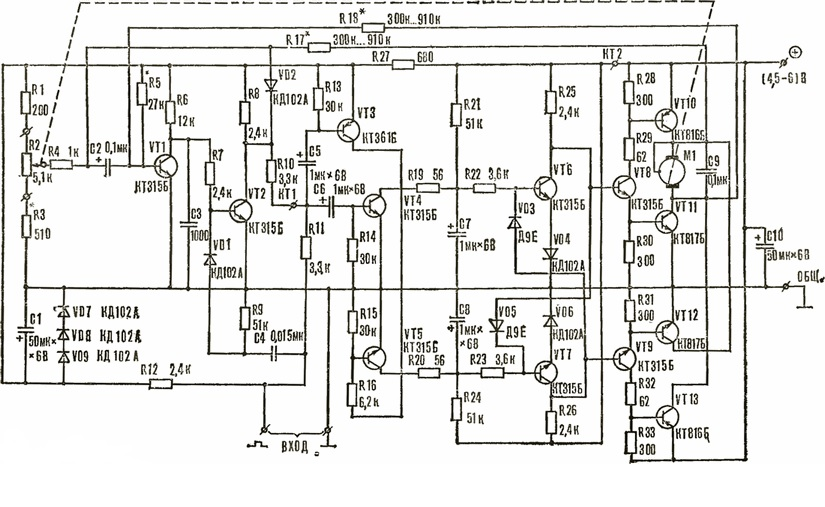 R18* 300к...910к
R17* 300к...910к
R27 680
КТ2
(4,5-6)В
R1 200
R5* 27к
R6 12к
R8 2,4к
VD2 КД102А
R13 30к
VT3 КТ361Б
R21 51к
R25 2,4к
R28 300
VT10 КТ816Б
R2 5,1к
R4 1к
C2 0,1мк
VT1 КТ315Б
R7 2,4к
R10 3,3к
КТ1
C5 1мк×6В
C6 1мк×6В
R19 56
R22 3,6к
VT6 КТ315Б
R29 62
VT8 КТ315Б
М1
C9 0,1мк
R3* 510
C3 1000
VT2 КТ315Б
VD1 КД102А
R11 3,3к
VT4 КТ315Б
R14 30к
C7 1мк×6В
VD3 Д9Е
VD4 КД102А
R30 300
VT11 КТ817Б
C10 50мк×6В
ОБЩ.
C1 50мк××6В
VD7 КД102А
VD8 КД102А
VD9 КД102А
R9 51к
C4 0,015мк
R15 30к
VT5 КТ315Б
C8 1мк××6В
VD5 Д9Е
VD6 КД102А
R31 300
VT12 КТ817Б
R12 2,4к
R16 6,2к
R20 56
R23 3,6к
VT7 КТ315Б
VT9 КТ315Б
R24 51к
R26 2,4к
R32 62
VT13 КТ816Б
R33 300
ВХОД